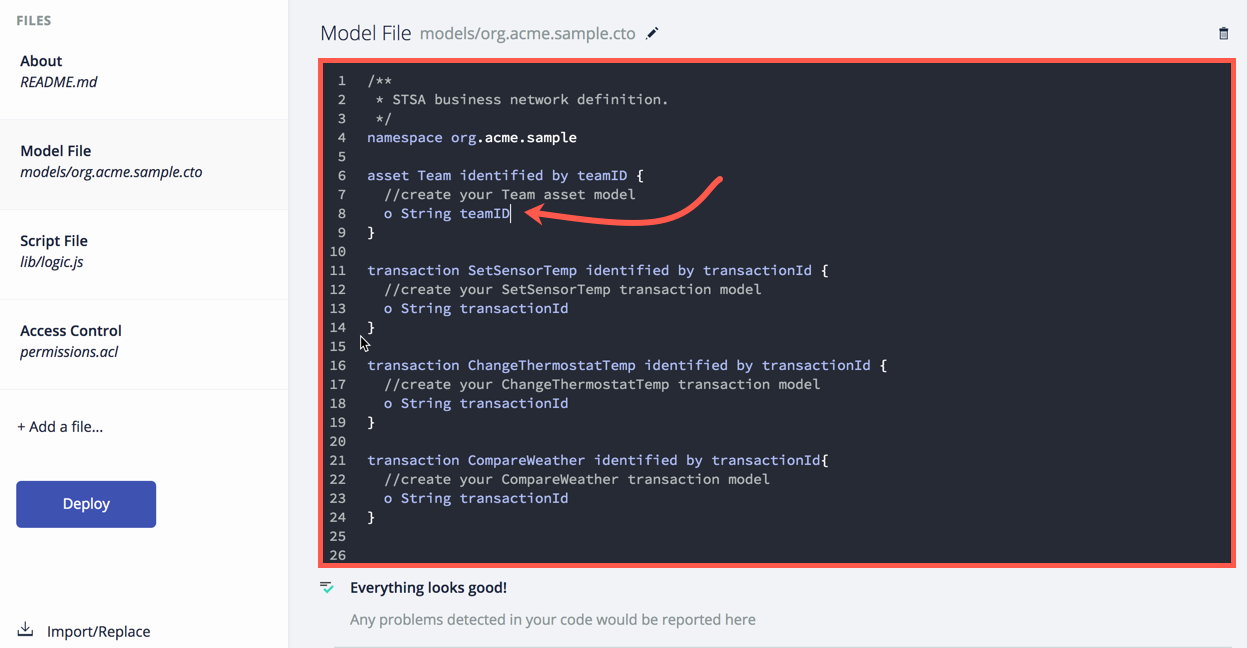 FILES
About
README.md
Model File
models/org.acme.sample.cto
Script File
lib/logic.js
Access Control
permissions.acl
+ Add a file...
Deploy
Import/Replace
Model File models/org.acme.sample.cto
1 /**
2  * STSA business network definition.
3  */
4 namespace org.acme.sample
5
6 asset Team identified by teamID {
7   //create your Team asset model
8   o String teamID
9 }
10
11 transaction SetSensorTemp identified by transactionId {
12   //create your SetSensorTemp transaction model
13   o String transactionId
14 }
15
16 transaction ChangeThermostatTemp identified by transactionId {
17   //create your ChangeThermostatTemp transaction model
18   o String transactionId
19 }
20
21 transaction CompareWeather identified by transactionId{
22   //create your CompareWeather transaction model
23   o String transactionId
24 }
25
26
Everything looks good!
Any problems detected in your code would be reported here